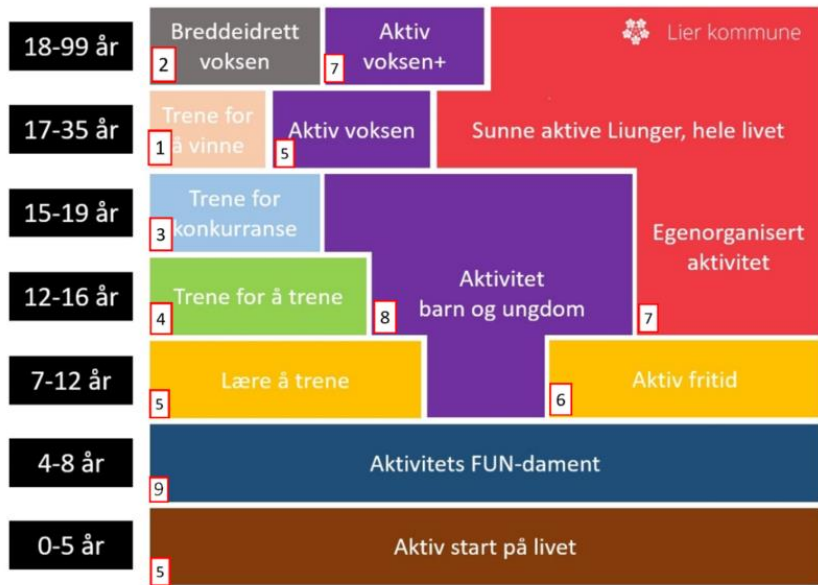 18-99 år
Breddeidrett
voksen
2
Aktiv
voksen+
7
Lier kommune
17-35 år
Trene for
å vinne
1
Aktiv voksen
5
Sunne aktive Liunger, hele livet
15-19 år
Trene for
konkurranse
3
Egenorganisert
aktivitet
12-16 år
Trene for å trene
4
Aktivitet
barn og ungdom
8
7
7-12 år
Lære å trene
5
Aktiv fritid
6
4-8 år
Aktivitets FUN-dament
9
0-5 år
Aktiv start på livet
5